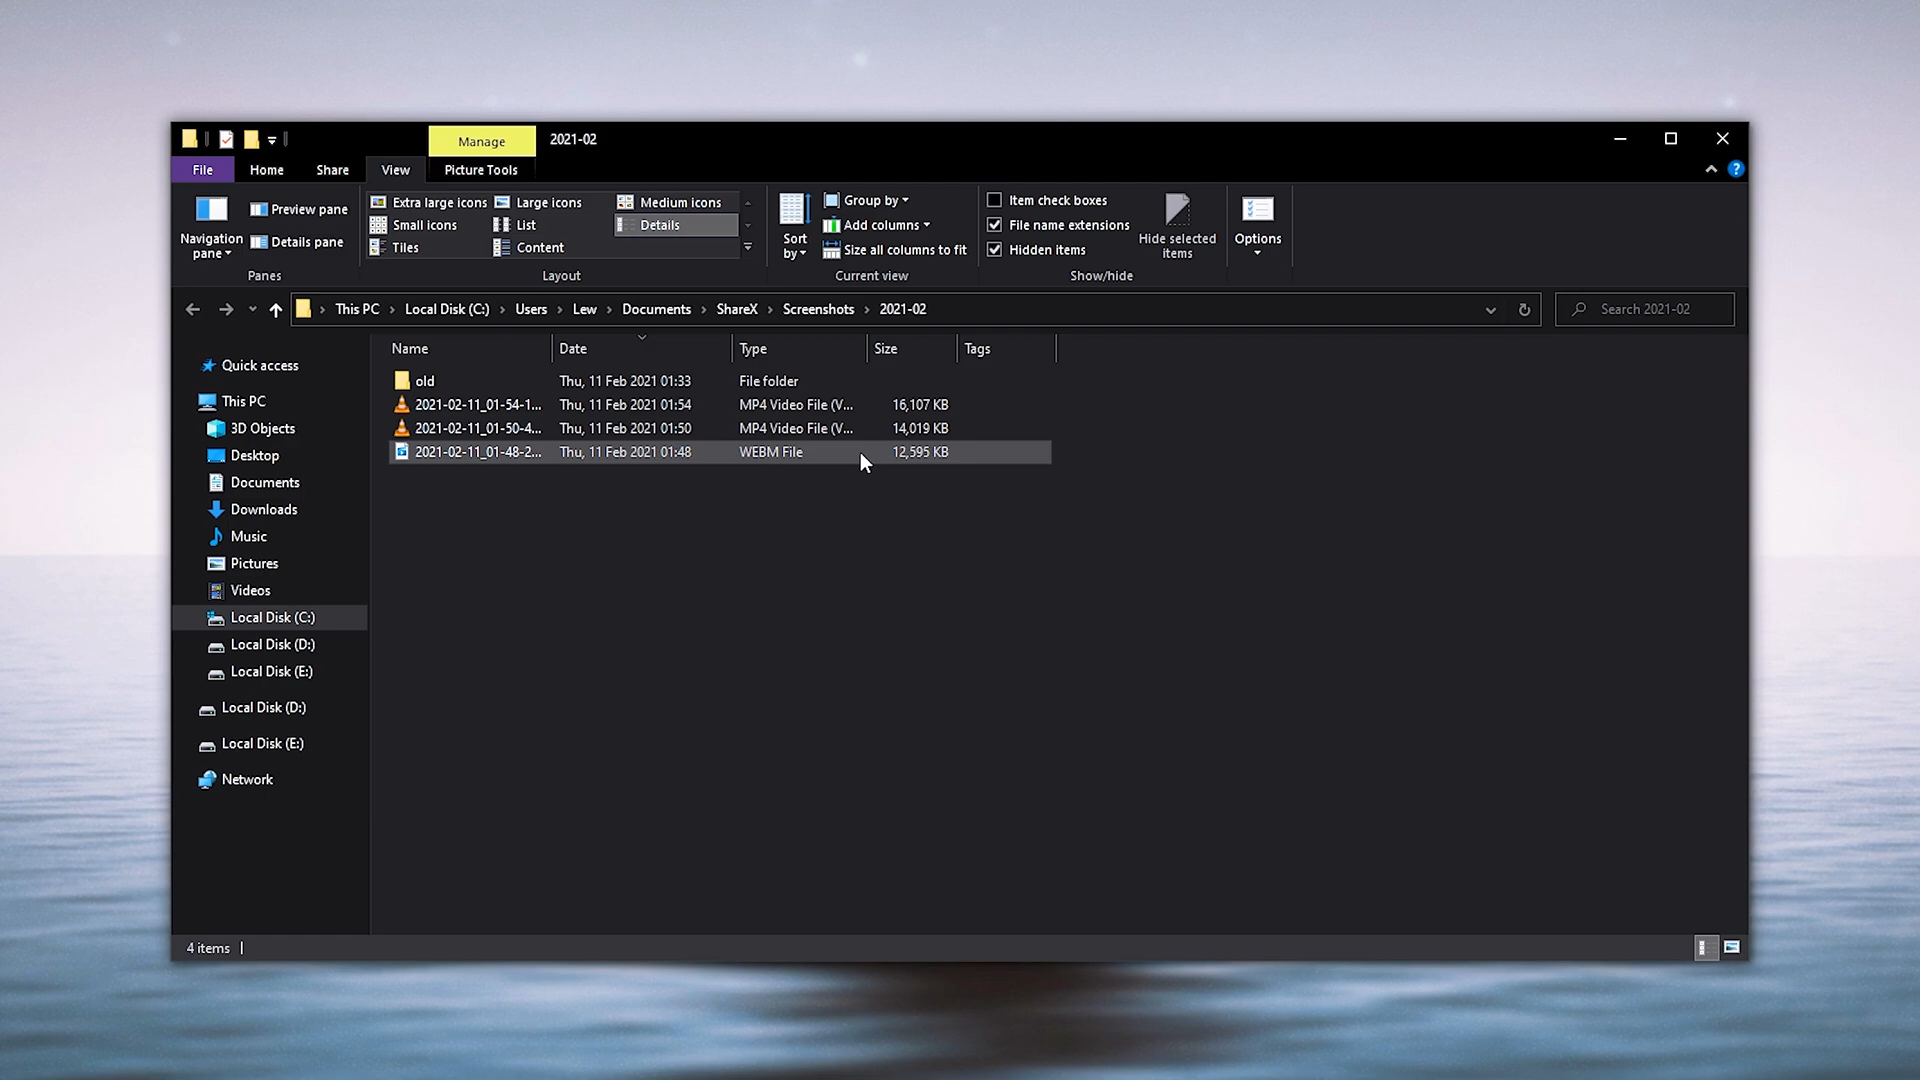 Manage 2021-02
File Home Share View Picture Tools
Navigation pane
Preview pane
Details pane
Panes
Extra large icons Large icons Medium icons
Small icons List Details
Tiles Content
Layout
Sort by
Group by
Add columns
Size all columns to fit
Current view
Item check boxes
File name extensions
Hidden items
Hide selected items
Show/hide
Options
This PC > Local Disk (C:) > Users > Lew > Documents > ShareX > Screenshots > 2021-02
Search 2021-02
Quick access
This PC
3D Objects
Desktop
Documents
Downloads
Music
Pictures
Videos
Local Disk (C:)
Local Disk (D:)
Local Disk (E:)
Local Disk (D:)
Local Disk (E:)
Network
Name Date Type Size Tags
old Thu, 11 Feb 2021 01:33 File folder
2021-02-11_01-54-1... Thu, 11 Feb 2021 01:54 MP4 Video File (V... 16,107 KB
2021-02-11_01-50-4... Thu, 11 Feb 2021 01:50 MP4 Video File (V... 14,019 KB
2021-02-11_01-48-2... Thu, 11 Feb 2021 01:48 WEBM File 12,595 KB
4 items